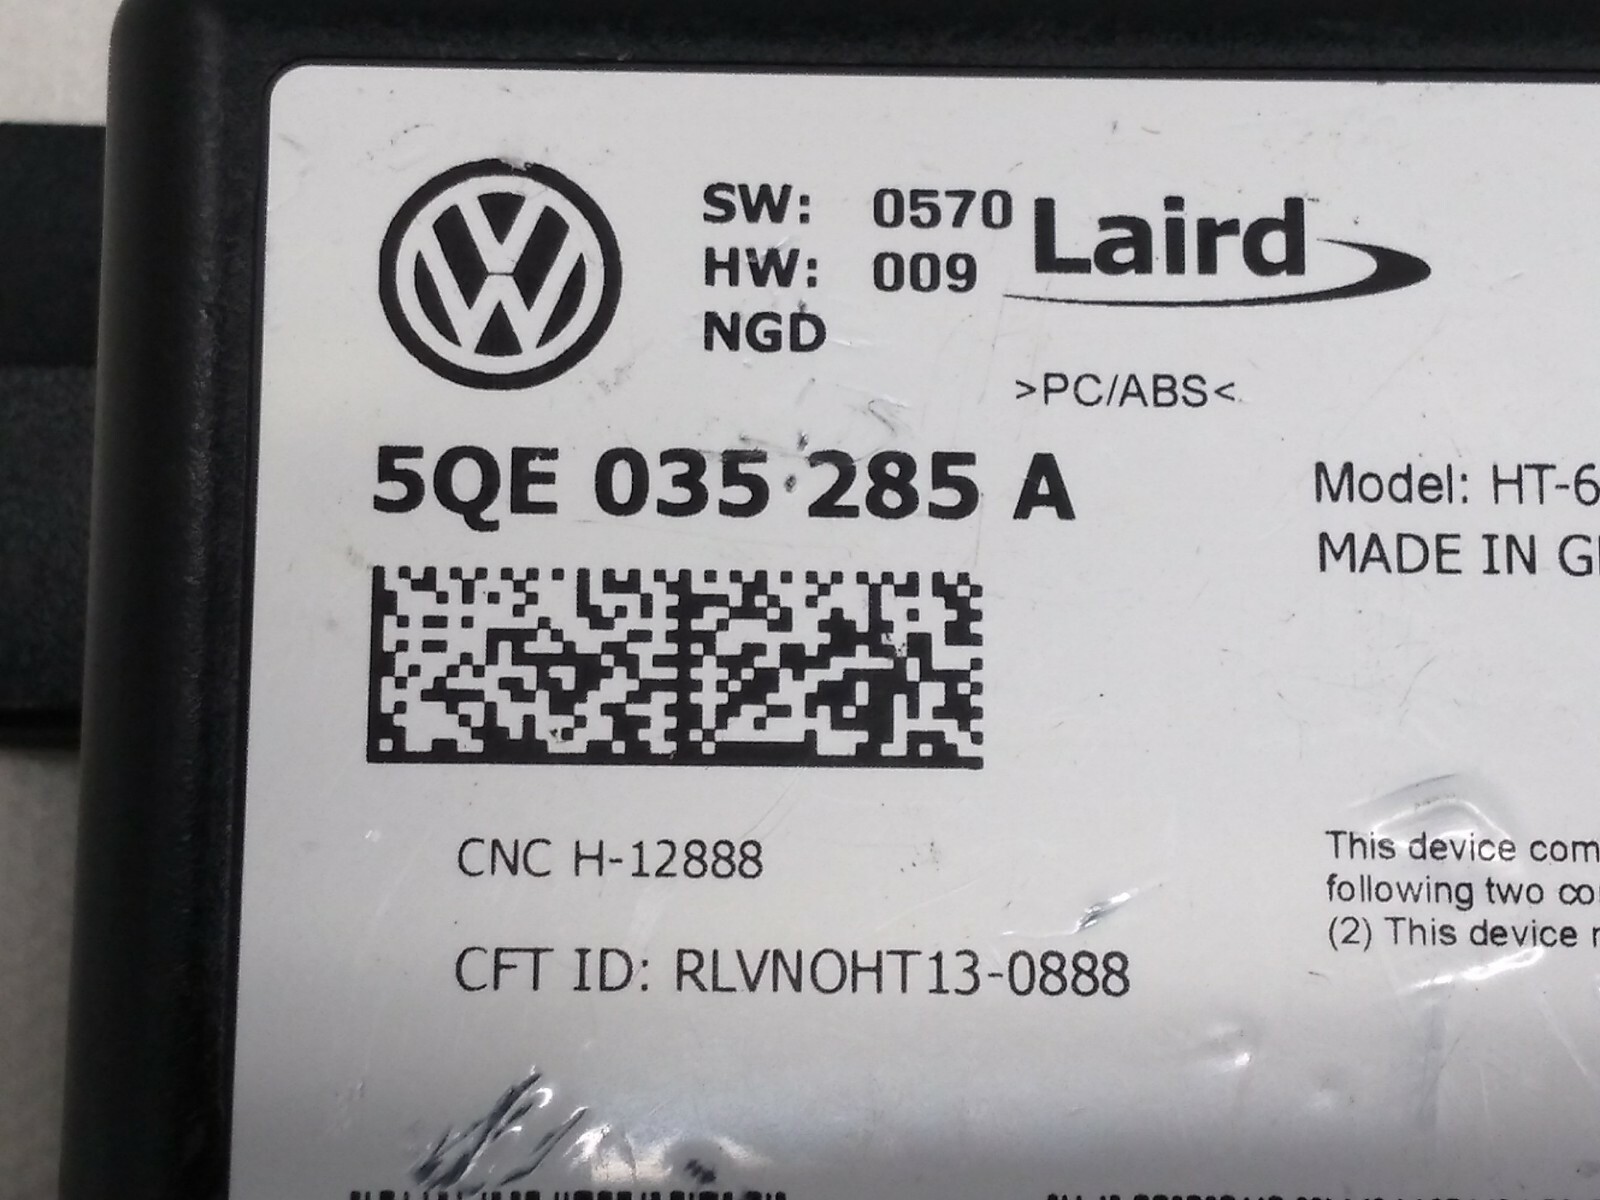 SW: 0570
HW: 009
NGD
Laird
>PC/ABS<
5QE 035 285 A
Model: HT-6
MADE IN G
CNC H-12888
CFT ID: RLVNOHT13-0888
This device com
following two co
(2) This device